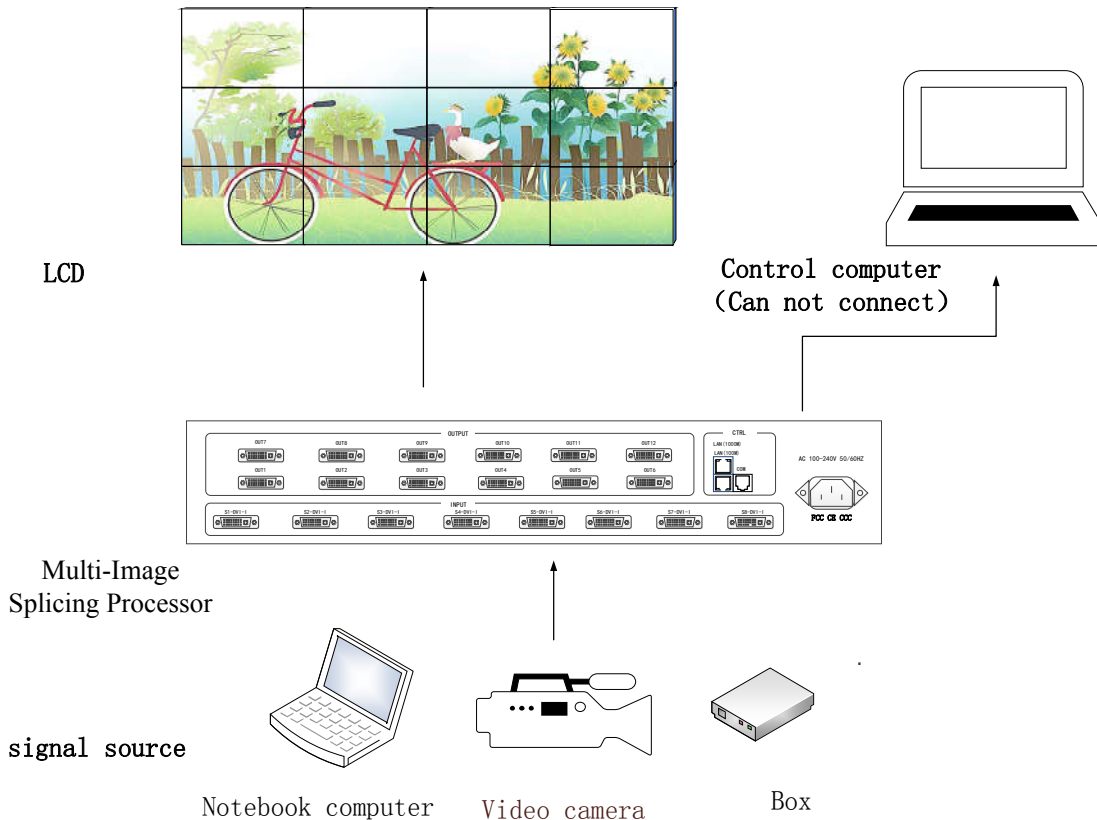 LCD
Control computer
(Can not connect)
OUTPUT
OUT7 OUT8 OUT9 OUT10 OUT11 OUT12
OUT1 OUT2 OUT3 OUT4 OUT5 OUT6
CTRL
LAN(1000M)
LAN(100M)
COM
AC 100-240V 50/60HZ
FCC CE CCC
INPUT
S1-DVI-I S2-DVI-I S3-DVI-I S4-DVI-I S5-DVI-I S6-DVI-I S7-DVI-I S8-DVI-I
Multi-Image
Splicing Processor
signal source
Notebook computer
Video camera
Box